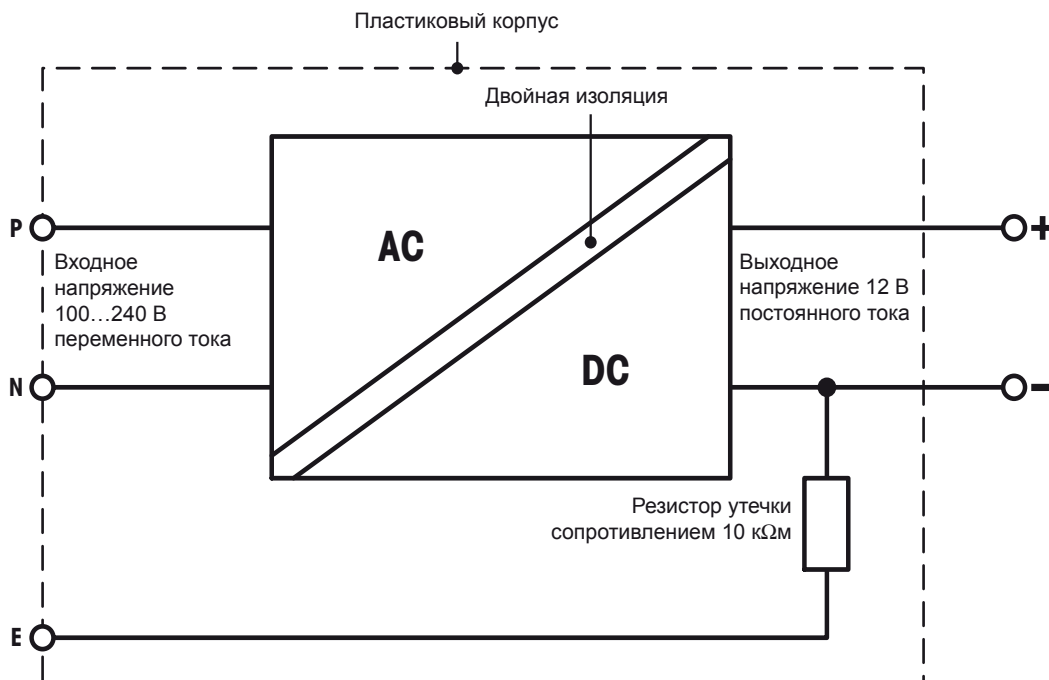 Пластиковый корпус
Двойная изоляция
P
AC
+
Входное
напряжение
100…240 В
переменного тока
Выходное
напряжение 12 В
постоянного тока
N
DC
–
Резистор утечки
сопротивлением 10 кΩм
E